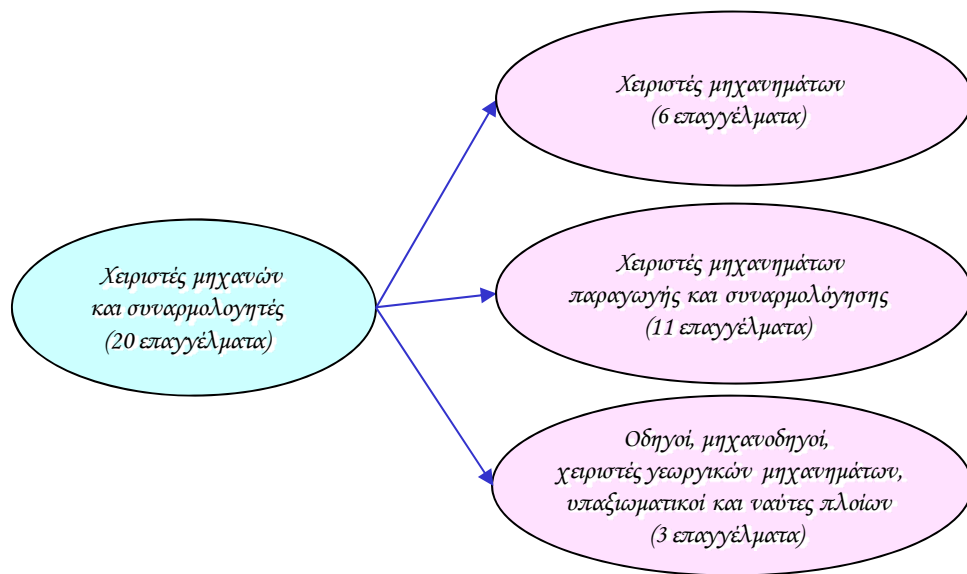 Χειριστές μηχανημάτων
(6 επαγγέλματα)
Χειριστές μηχανών
και συναρμολογητές
(20 επαγγέλματα)
Χειριστές μηχανημάτων
παραγωγής και συναρμολόγησης
(11 επαγγέλματα)
Οδηγοί, μηχανοδηγοί,
χειριστές γεωργικών μηχανημάτων,
υπαξιωματικοί και ναύτες πλοίων
(3 επαγγέλματα)